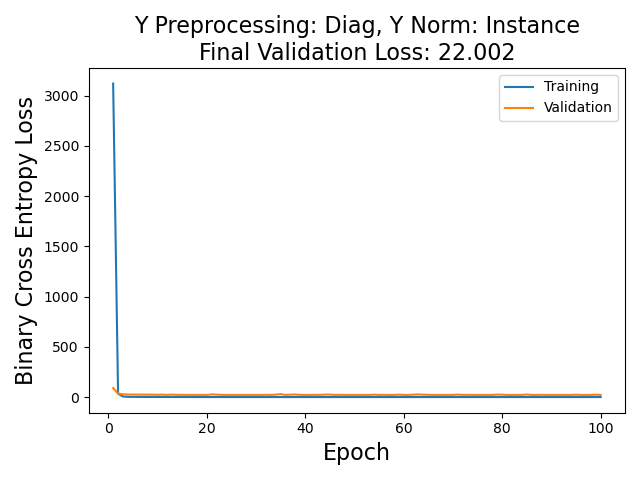 Y Preprocessing: Diag, Y Norm: Instance
Final Validation Loss: 22.002
Training
Validation
Binary Cross Entropy Loss
3000
2500
2000
1500
1000
500
0
0 20 40 60 80 100
Epoch